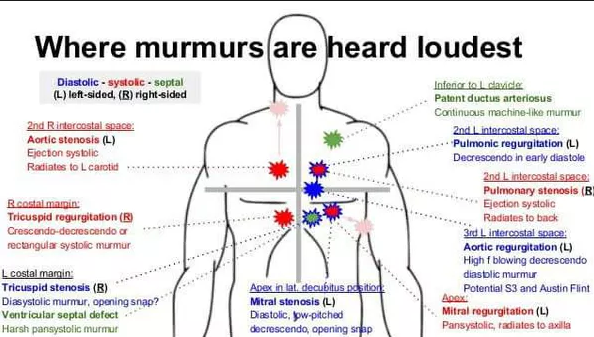 Where murmurs are heard loudest
Diastolic - systolic - septal
(L) left-sided, (R) right-sided
2nd R intercostal space:
Aortic stenosis (L)
Ejection systolic
Radiates to L carotid
R costal margin:
Tricuspid regurgitation (R)
Crescendo-decrescendo or
rectangular systolic murmur
L costal margin:
Tricuspid stenosis (R)
Diasystolic murmur, opening snap?
Ventricular septal defect
Harsh pansystolic murmur
Apex in lat. decubitus position:
Mitral stenosis (L)
Diastolic, low-pitched
decrescendo, opening snap
Inferior to L clavicle:
Patent ductus arteriosus
Continuous machine-like murmur
2nd L intercostal space:
Pulmonic regurgitation (L)
Decrescendo in early diastole
2nd L intercostal space:
Pulmonary stenosis (R)
Ejection systolic
Radiates to back
3rd L intercostal space:
Aortic regurgitation (L)
High f blowing decrescendo
diastolic murmur
Potential S3 and Austin Flint
Apex:
Mitral regurgitation (L)
Pansystolic, radiates to axilla